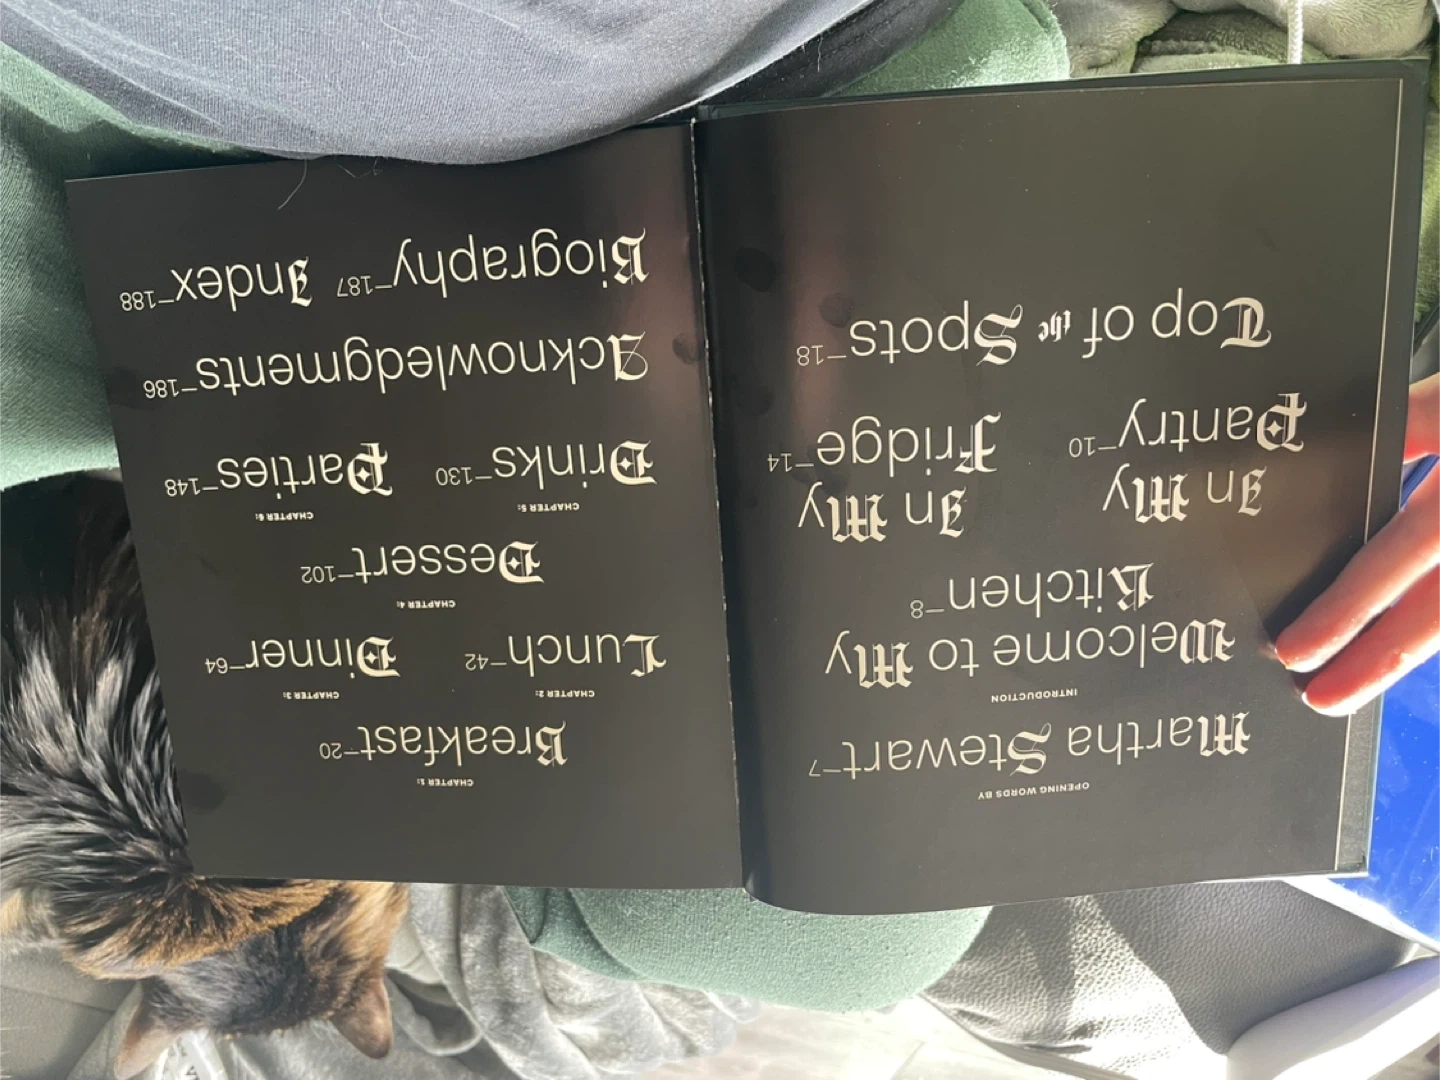 OPENING WORDS BY
Martha Stewart—7
INTRODUCTION
Welcome to My
Kitchen—8
In My
Pantry—10
In My
Fridge—14
Top of the Spots—18
CHAPTER 1:
Breakfast—20
CHAPTER 2:
Lunch—42
CHAPTER 3:
Dinner—64
CHAPTER 4:
Dessert—102
CHAPTER 5:
Drinks—130
CHAPTER 6:
Parties—148
Acknowledgments—186
Biography—187
Index—188